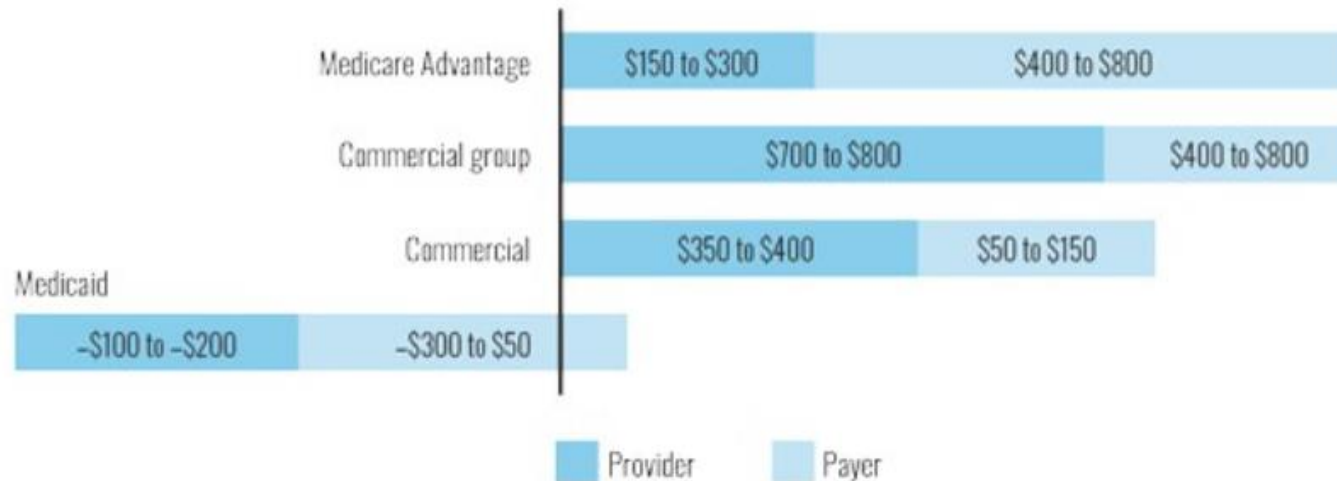 Medicare Advantage $150 to $300 $400 to $800
Commercial group $700 to $800 $400 to $800
Commercial $350 to $400 $50 to $150
Medicaid
–$100 to –$200 –$300 to $50
Provider Payer